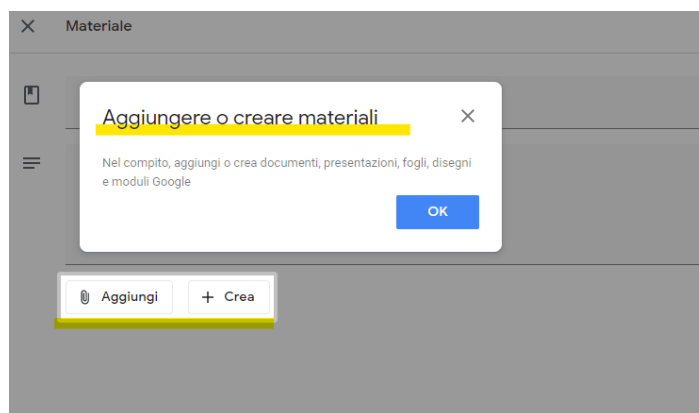 Materiale
Aggiungere o creare materiali
Nel compito, aggiungi o crea documenti, presentazioni, fogli, disegni
e moduli Google
OK
Aggiungi + Crea